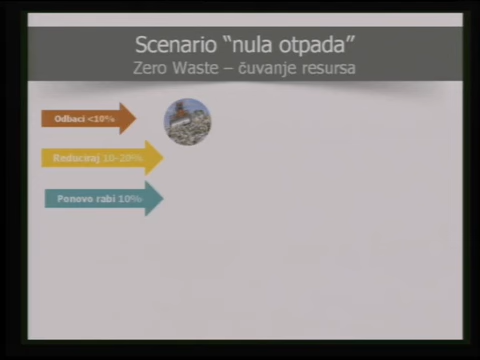 Scenario “nula otpada”
Zero Waste – čuvanje resursa
Odbaci <10%
Reduciraj 10-20%
Ponovo rabi 10%